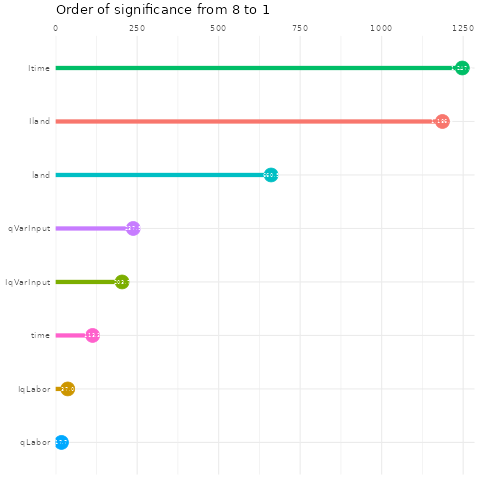 Order of significance from 8 to 1
0 250 500 750 1000 1250
ltime
lland
land
qVarInput
lqVarInput
time
lqLabor
qLabor